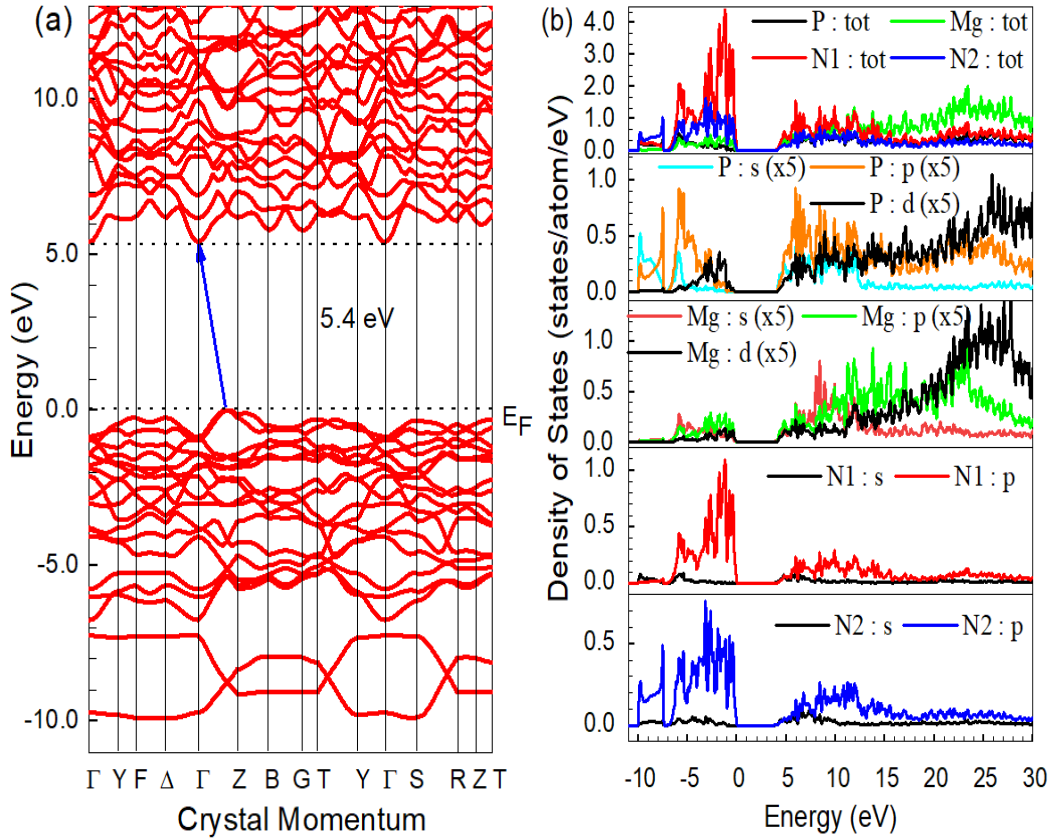 (a)
10.0
5.0
0.0
-5.0
-10.0
Energy (eV)
5.4 eV
E_F
Γ Y F Δ Γ Z B G T Y Γ S R Z T
Crystal Momentum
(b)
Density of States (states/atom/eV)
4.0
3.0
2.0
1.0
0.0
P : tot Mg : tot
N1 : tot N2 : tot
1.0
0.5
0.0
P : s (x5) P : p (x5)
P : d (x5)
1.0
0.5
0.0
Mg : s (x5) Mg : p (x5)
Mg : d (x5)
1.0
0.5
0.0
N1 : s N1 : p
0.5
0.0
N2 : s N2 : p
-10 -5 0 5 10 15 20 25 30
Energy (eV)